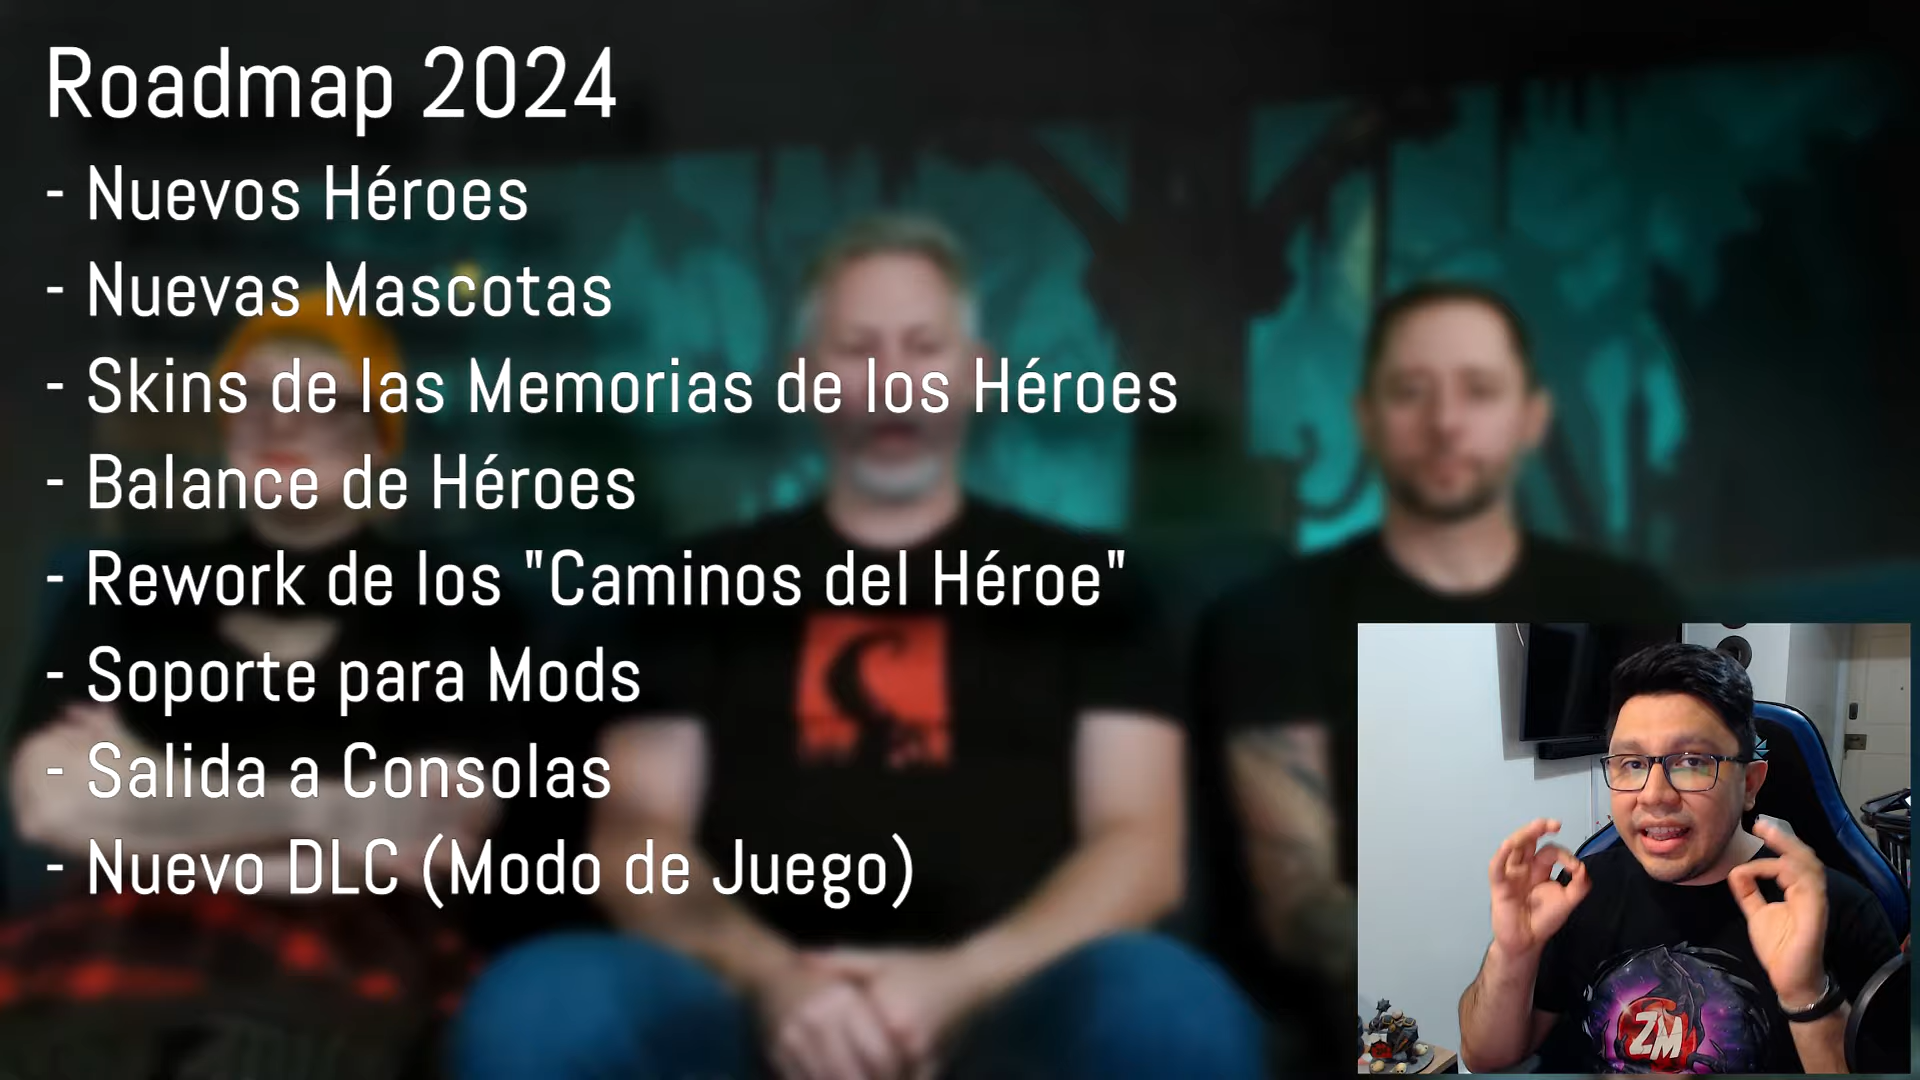 Roadmap 2024
- Nuevos Héroes
- Nuevas Mascotas
- Skins de las Memorias de los Héroes
- Balance de Héroes
- Rework de los "Caminos del Héroe"
- Soporte para Mods
- Salida a Consolas
- Nuevo DLC (Modo de Juego)
ZM